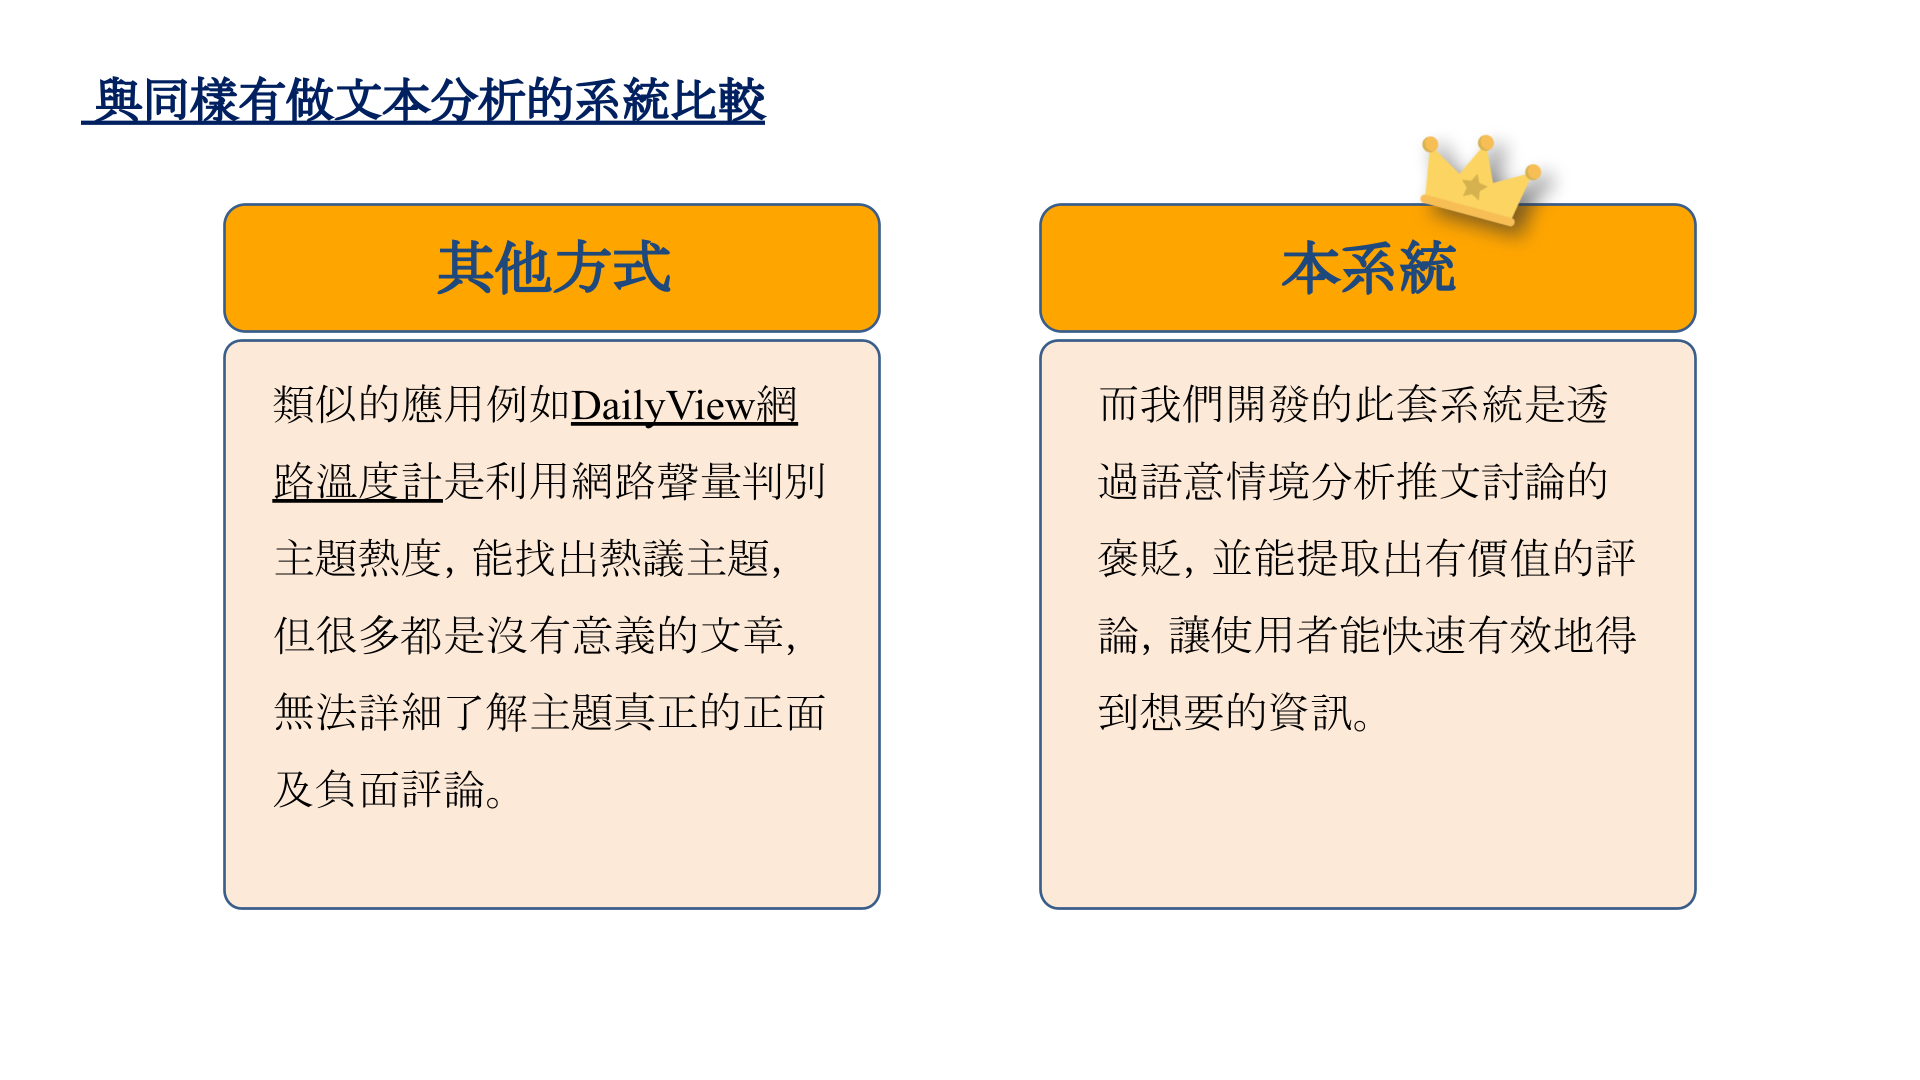 與同樣有做文本分析的系統比較
其他方式
類似的應用例如DailyView網
路溫度計是利用網路聲量判別
主題熱度, 能找出熱議主題,
但很多都是沒有意義的文章,
無法詳細了解主題真正的正面
及負面評論。
本系統
而我們開發的此套系統是透
過語意情境分析推文討論的
褒貶, 並能提取出有價值的評
論, 讓使用者能快速有效地得
到想要的資訊。